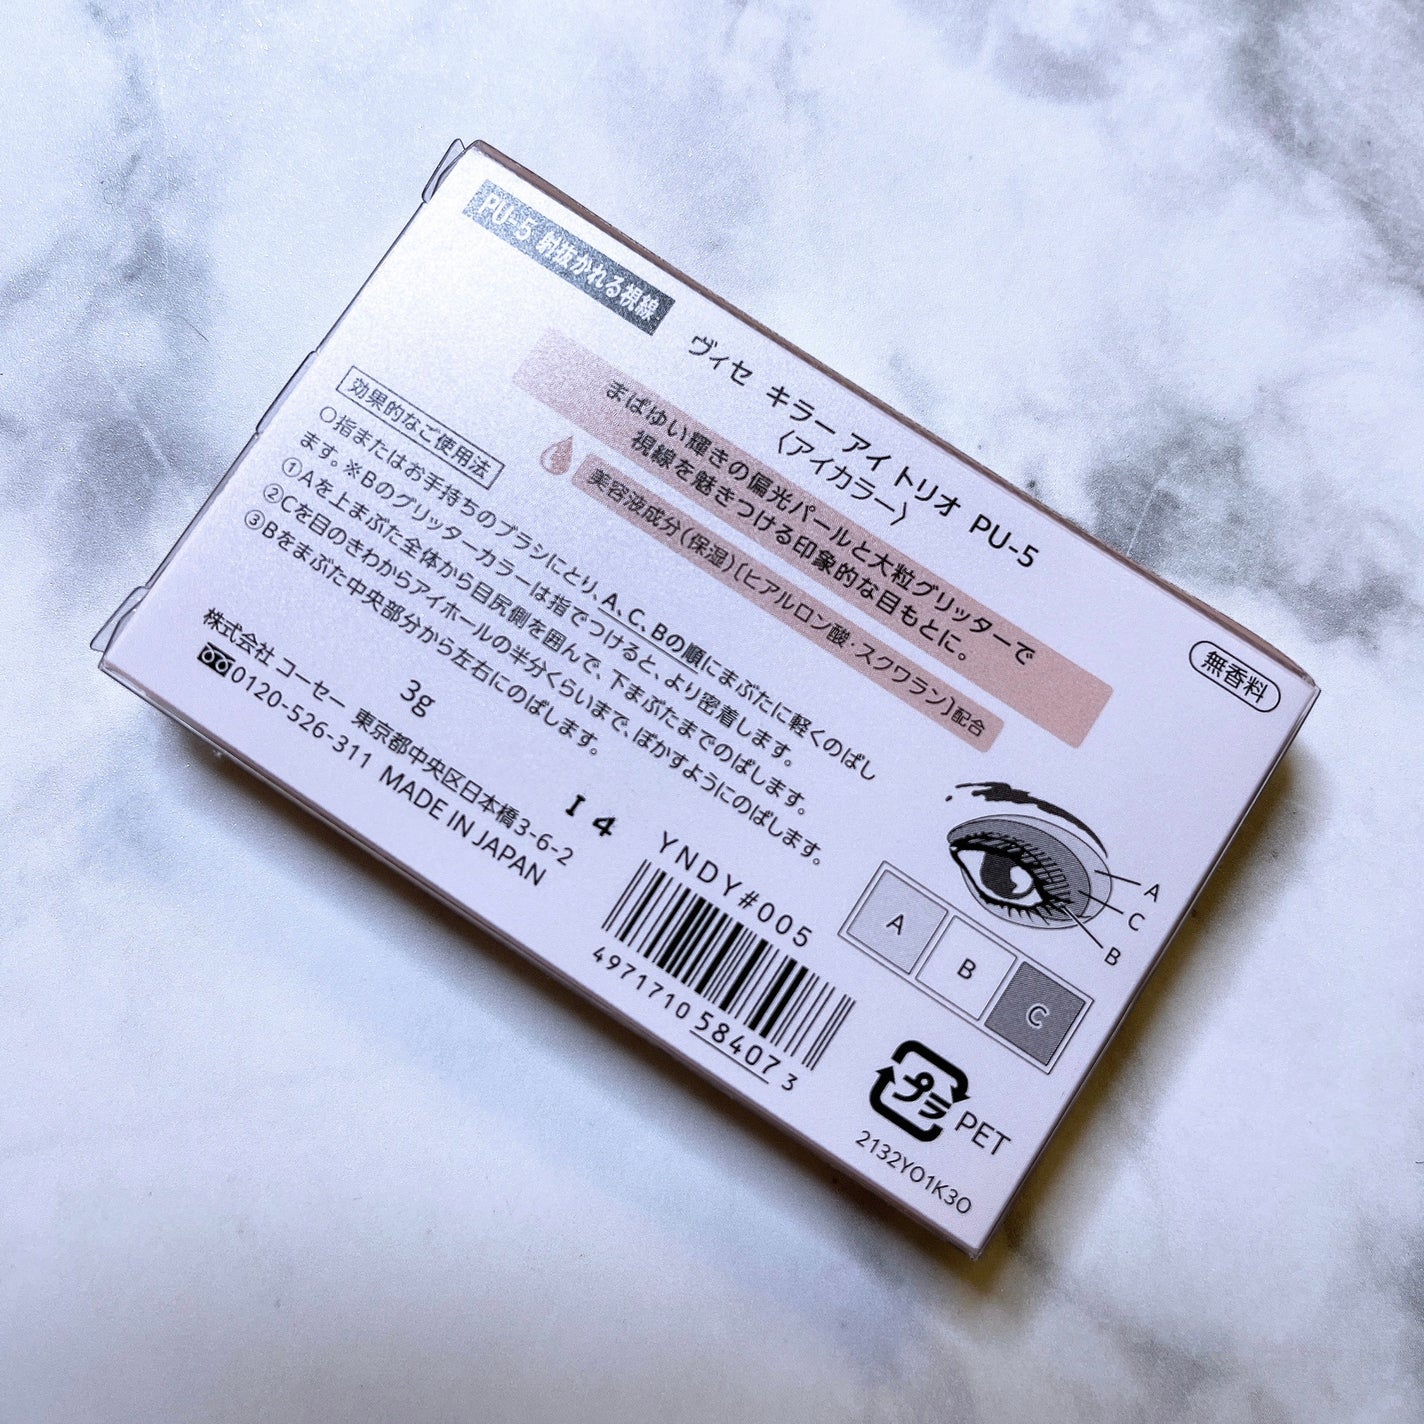 PU-5 射抜かれる視線
ヴィセ キラー アイ トリオ PU-5
〈アイカラー〉
まばゆい輝きの偏光パールと大粒グリッターで
視線を魅きつける印象的な目もとに。
美容液成分(保湿)[ヒアルロン酸・スクワラン]配合
無香料
効果的なご使用法
○指またはお手持ちのブラシにとり、A、C、Bの順にまぶたに軽くのばし
ます。※Bのグリッターカラーは指でつけると、より密着します。
①Aを上まぶた全体から目尻側を囲んで、下まぶたまでのばします。
②Cを目のきわからアイホールの半分くらいまで、ぼかすようにのばします。
③Bをまぶた中央部分から左右にのばします。
3g
株式会社 コーセー 東京都中央区日本橋3-6-2
0120-526-311 MADE IN JAPAN
I 4
YNDY#005
4971710 584073
A
C
B
A
B
C
プラ
PET
2132YO1K3O